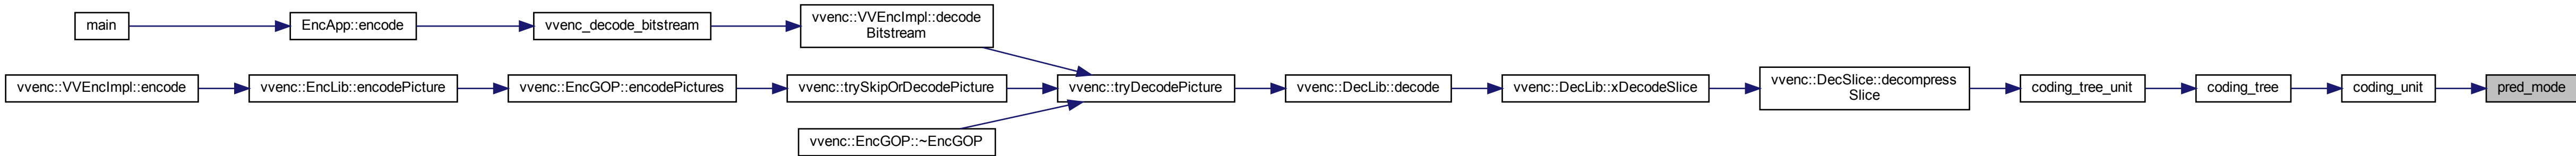 main
EncApp::encode
vvenc_decode_bitstream
vvenc::VVEncImpl::decode
Bitstream
vvenc::VVEncImpl::encode
vvenc::EncLib::encodePicture
vvenc::EncGOP::encodePictures
vvenc::trySkipOrDecodePicture
vvenc::tryDecodePicture
vvenc::DecLib::decode
vvenc::DecLib::xDecodeSlice
vvenc::DecSlice::decompress
Slice
coding_tree_unit
coding_tree
coding_unit
pred_mode
vvenc::EncGOP::~EncGOP